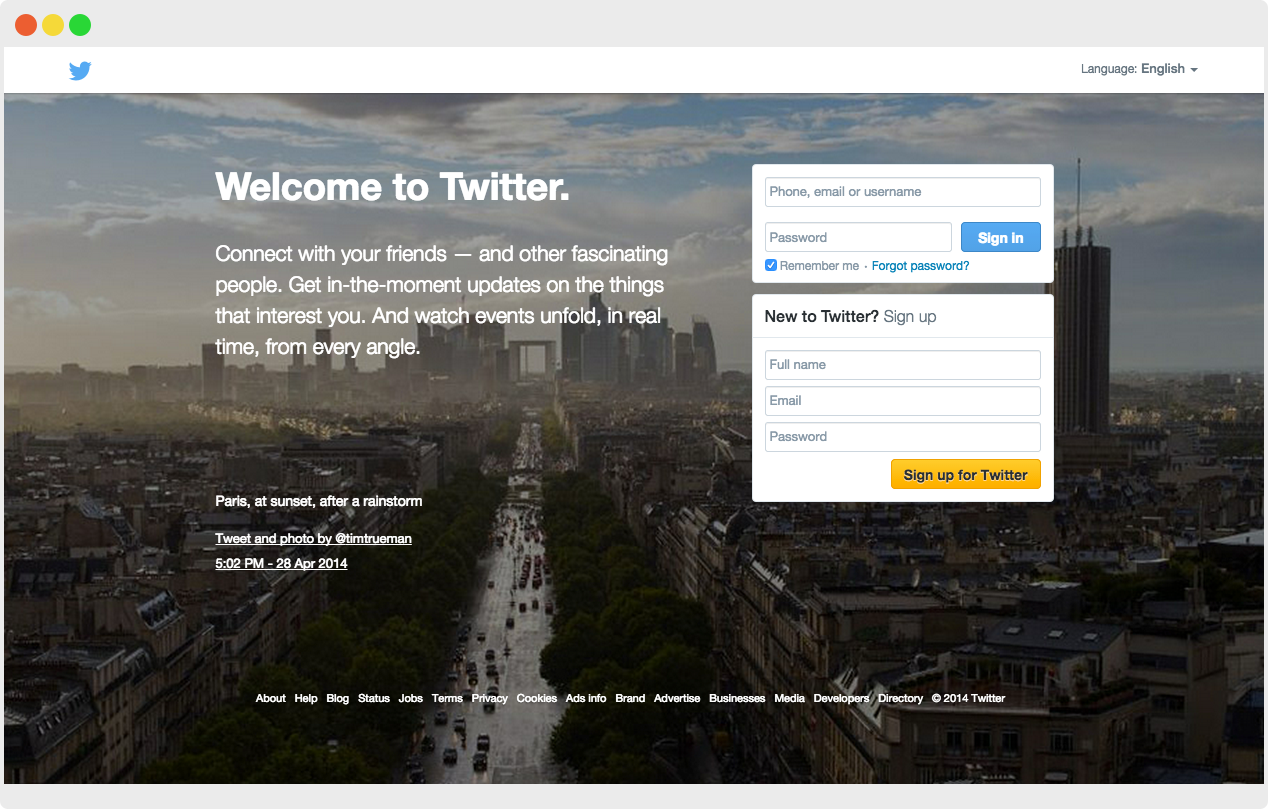 Language: English
Welcome to Twitter.
Connect with your friends — and other fascinating
people. Get in-the-moment updates on the things
that interest you. And watch events unfold, in real
time, from every angle.
Paris, at sunset, after a rainstorm
Tweet and photo by @timtrueman
5:02 PM - 28 Apr 2014
Phone, email or username
Password
Sign in
Remember me · Forgot password?
New to Twitter? Sign up
Full name
Email
Password
Sign up for Twitter
About Help Blog Status Jobs Terms Privacy Cookies Ads info Brand Advertise Businesses Media Developers Directory © 2014 Twitter